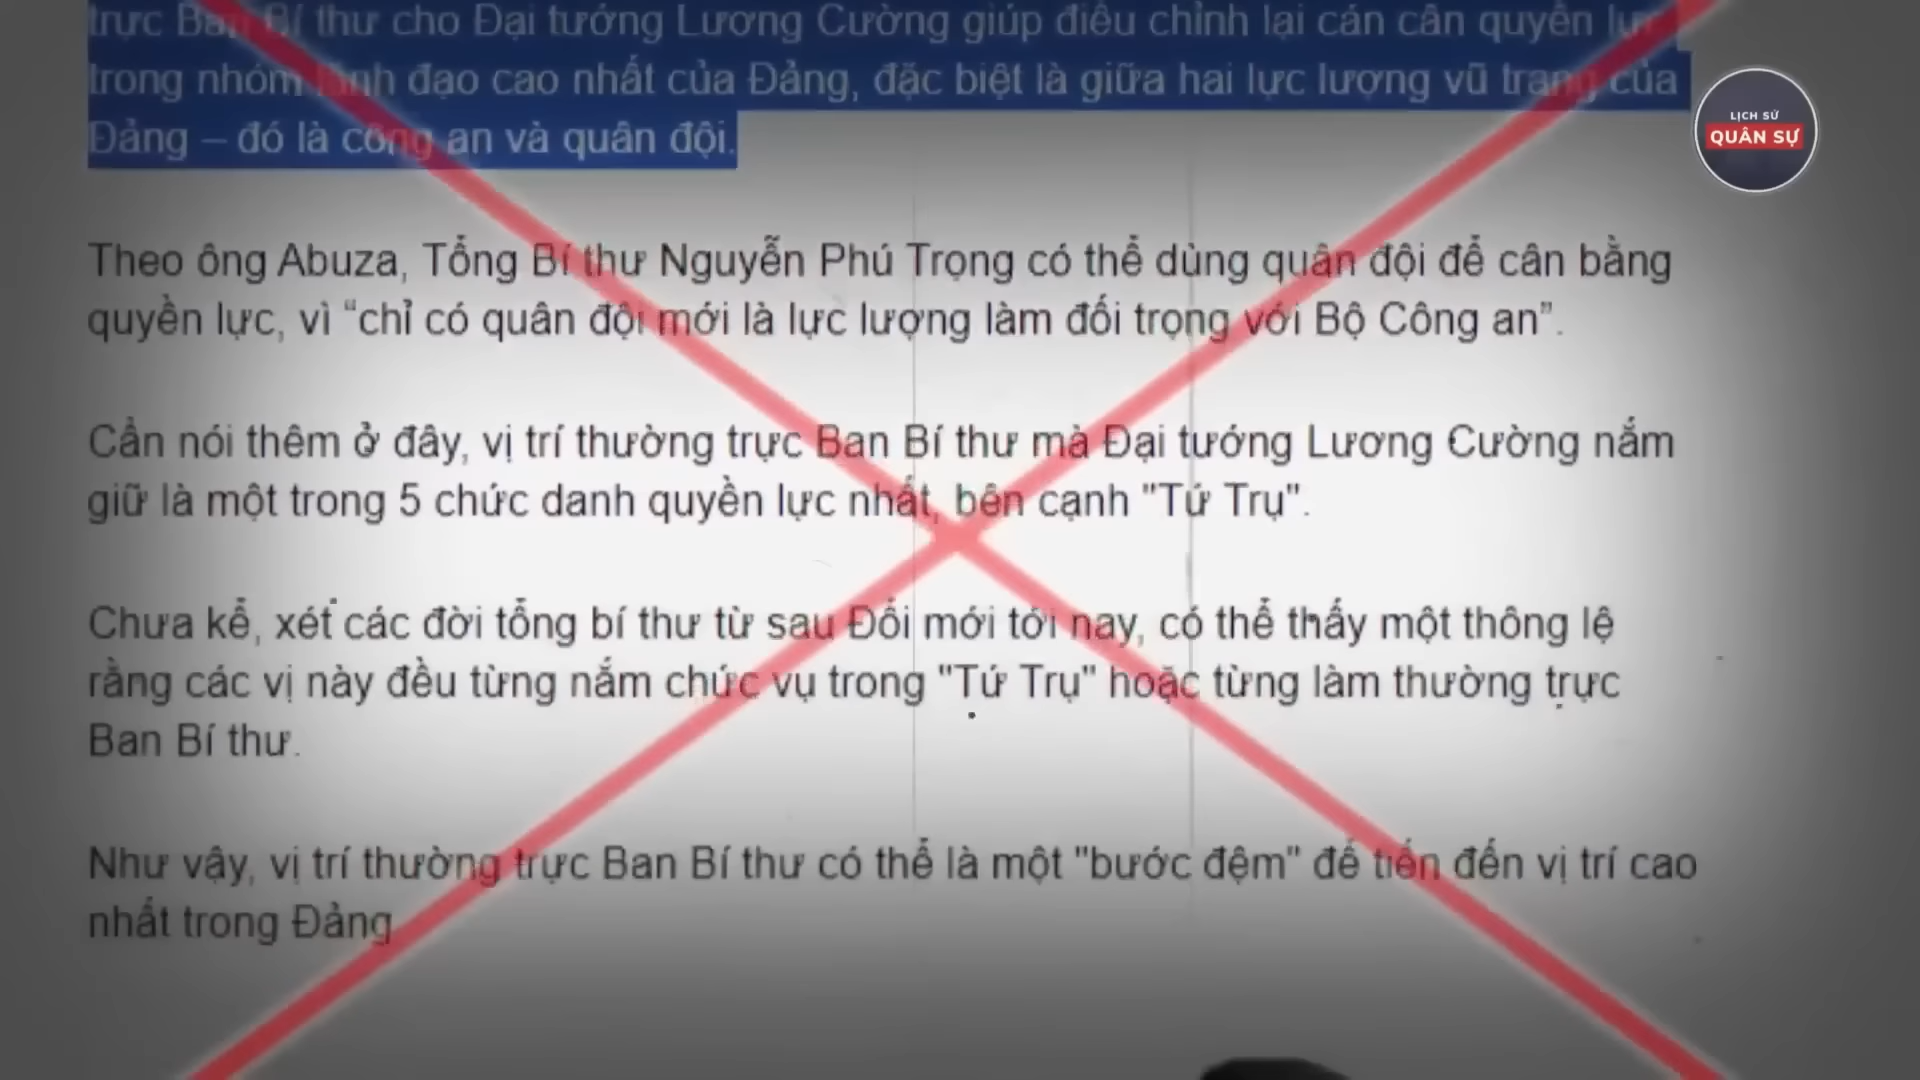 trực Ban Bí thư cho Đại tướng Lương Cường giúp điều chỉnh lại cán cân quyền lực
trong nhóm lãnh đạo cao nhất của Đảng, đặc biệt là giữa hai lực lượng vũ trang của
Đảng – đó là công an và quân đội.
LỊCH SỬ
QUÂN SỰ
Theo ông Abuza, Tổng Bí thư Nguyễn Phú Trọng có thể dùng quân đội để cân bằng
quyền lực, vì “chỉ có quân đội mới là lực lượng làm đối trọng với Bộ Công an”.
Cần nói thêm ở đây, vị trí thường trực Ban Bí thư mà Đại tướng Lương Cường nắm
giữ là một trong 5 chức danh quyền lực nhất, bên cạnh "Tứ Trụ".
Chưa kể, xét các đời tổng bí thư từ sau Đổi mới tới nay, có thể thấy một thông lệ
rằng các vị này đều từng nắm chức vụ trong "Tứ Trụ" hoặc từng làm thường trực
Ban Bí thư.
Như vậy, vị trí thường trực Ban Bí thư có thể là một "bước đệm" để tiến đến vị trí cao
nhất trong Đảng